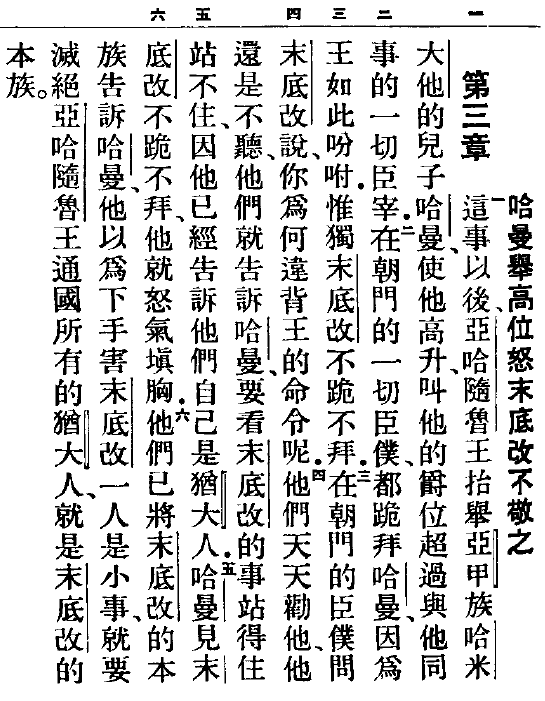 一 二 三 四 五 六
哈曼舉高位怒末底改不敬之
第三章
一這事以後、亞哈隨魯王抬舉亞甲族哈米
大他的兒子哈曼、使他高升、叫他的爵位超過與他同
事的一切臣宰．二在朝門的一切臣僕、都跪拜哈曼、因爲
王如此吩咐．惟獨末底改不跪不拜．三在朝門的臣僕問
末底改說、你爲何違背王的命令呢．四他們天天勸他、他
還是不聽、他們就告訴哈曼、要看末底改的事站得住
站不住、因他已經告訴他們自己是猶大人．五哈曼見末
底改不跪不拜、他就怒氣塡胸．六他們已將末底改的本
族告訴哈曼、他以爲下手害末底改一人是小事、就要
滅絕亞哈隨魯王通國所有的猶大人、就是末底改的
本族。